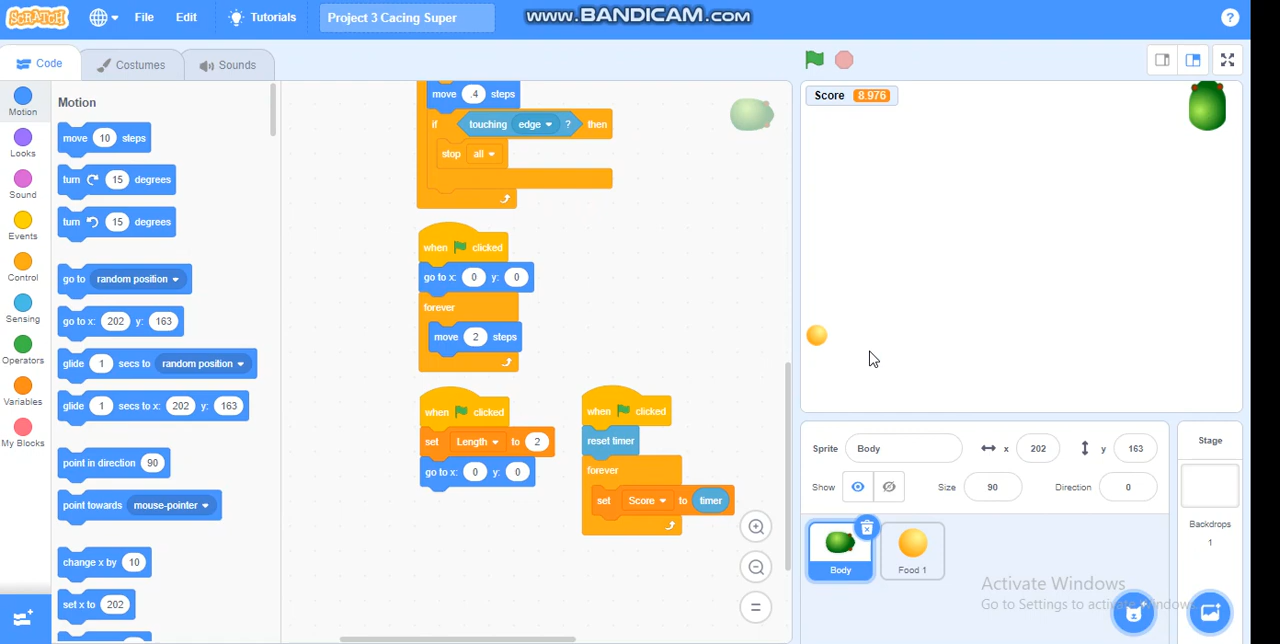 SCRATCH File Edit Tutorials Project 3 Cacing Super www.BANDICAM.com ?
Code Costumes Sounds
Motion
Looks
Sound
Events
Control
Sensing
Operators
Variables
My Blocks
Motion
move 10 steps
turn 15 degrees
turn 15 degrees
go to random position
go to x: 202 y: 163
glide 1 secs to random position
glide 1 secs to x: 202 y: 163
point in direction 90
point towards mouse-pointer
change x by 10
set x to 202
move .4 steps
if touching edge ? then
stop all
when clicked
go to x: 0 y: 0
forever
move 2 steps
when clicked
set Length to 2
go to x: 0 y: 0
when clicked
reset timer
forever
set Score to timer
Score 8.976
Sprite Body x 202 y 163
Show Size 90 Direction 0
Body
Food 1
Stage
Backdrops
1
Activate Windows
Go to Settings to activate Windows.